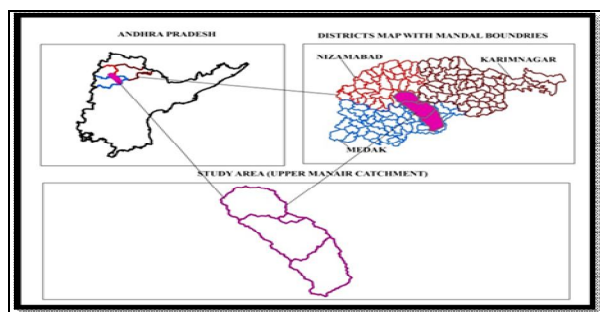 ANDHRA PRADESH
DISTRICTS MAP WITH MANDAL BOUNDRIES
NIZAMABAD
KARIMNAGAR
MEDAK
STUDY AREA (UPPER MANAIR CATCHMENT)